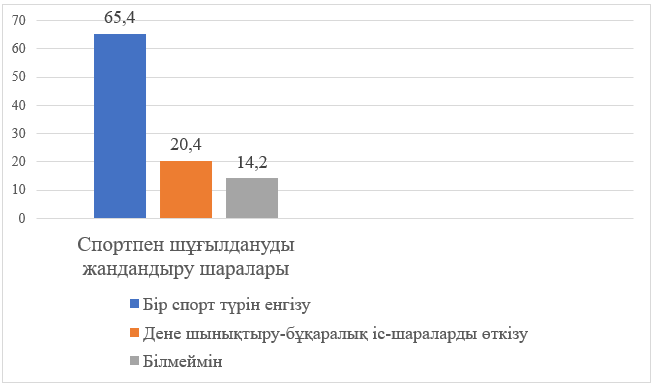 70
65,4
60
50
40
30
20,4
20
14,2
10
0
Спортпен шұғылдануды
жандандыру шаралары
Бір спорт түрін енгізу
Дене шынықтыру-бұқаралық іс-шараларды өткізу
Білмеймін